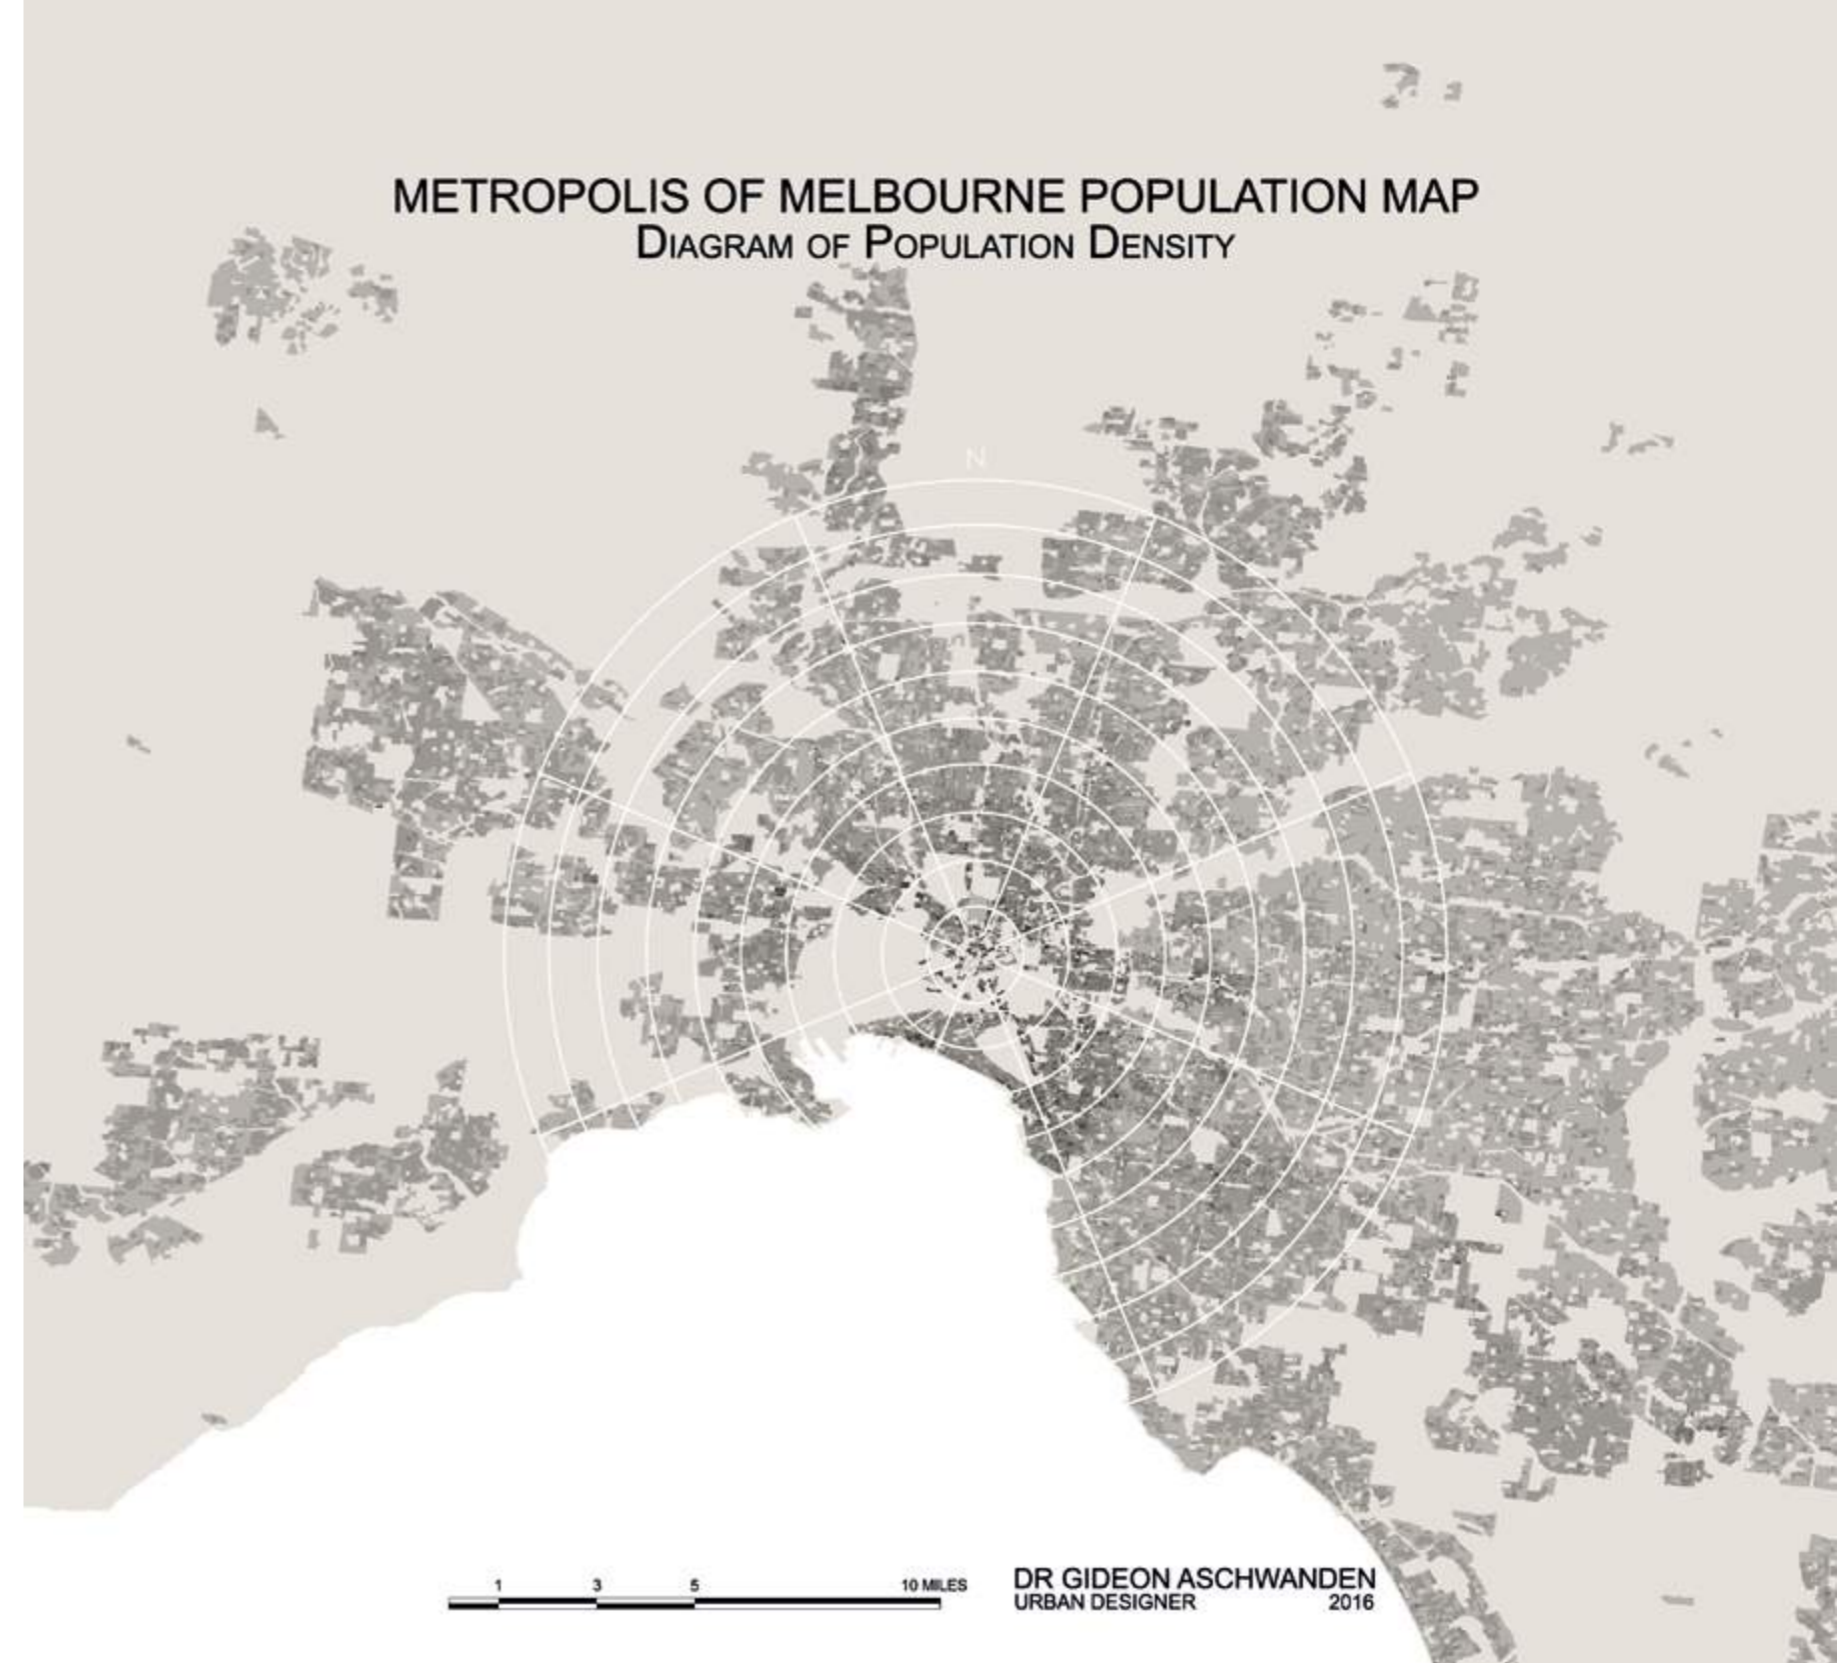 METROPOLIS OF MELBOURNE POPULATION MAP
DIAGRAM OF POPULATION DENSITY
N
1 3 5 10 MILES
DR GIDEON ASCHWANDEN
URBAN DESIGNER 2016